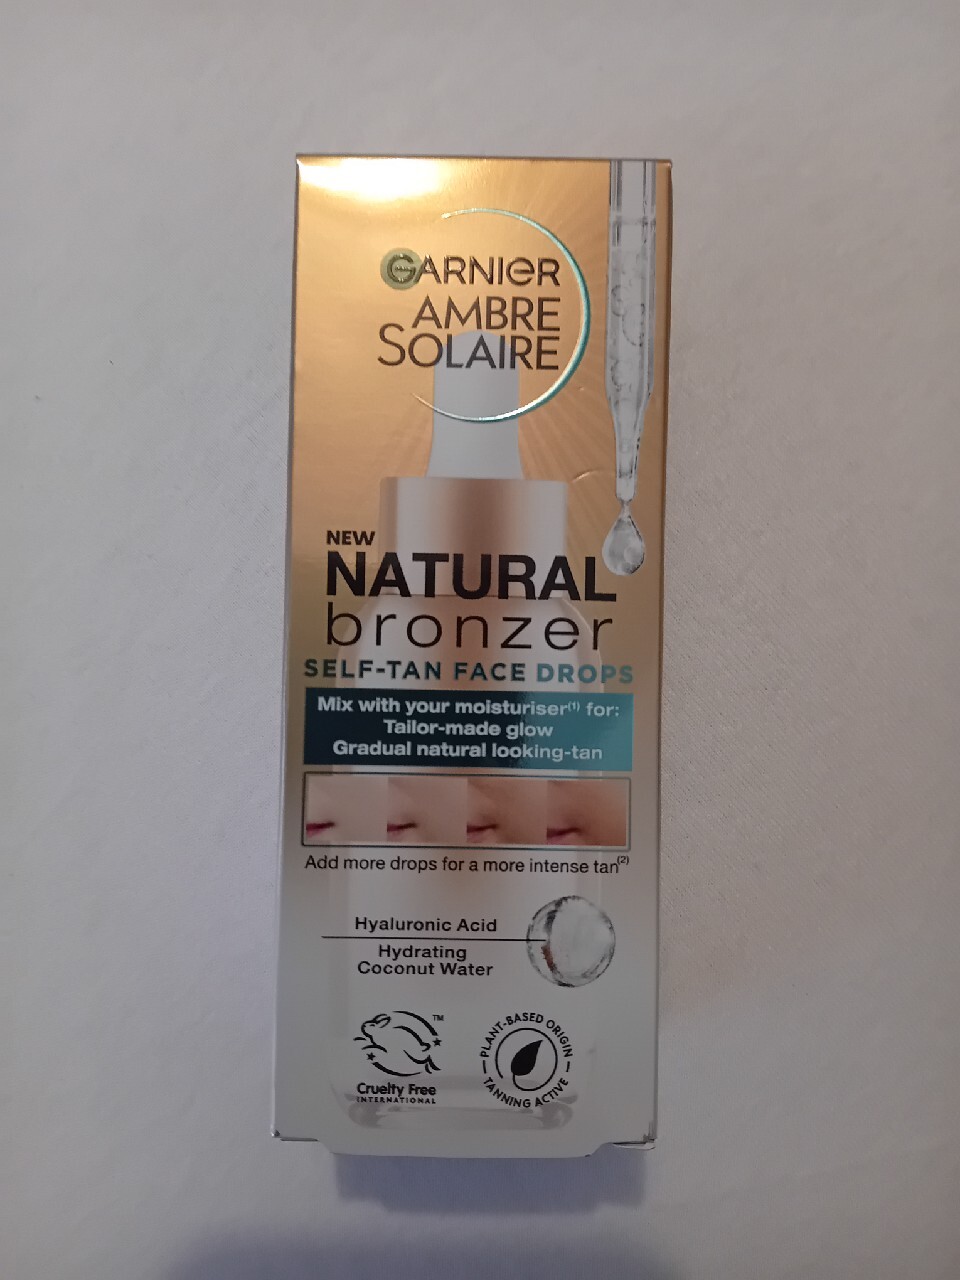 GARNIER
AMBRE
SOLAIRE
NEW
NATURAL
bronzer
SELF-TAN FACE DROPS
Mix with your moisturiser(1) for:
Tailor-made glow
Gradual natural looking-tan
Add more drops for a more intense tan(2)
Hyaluronic Acid
Hydrating
Coconut Water
TM
Cruelty Free
INTERNATIONAL
PLANT-BASED ORIGIN
TANNING ACTIVE